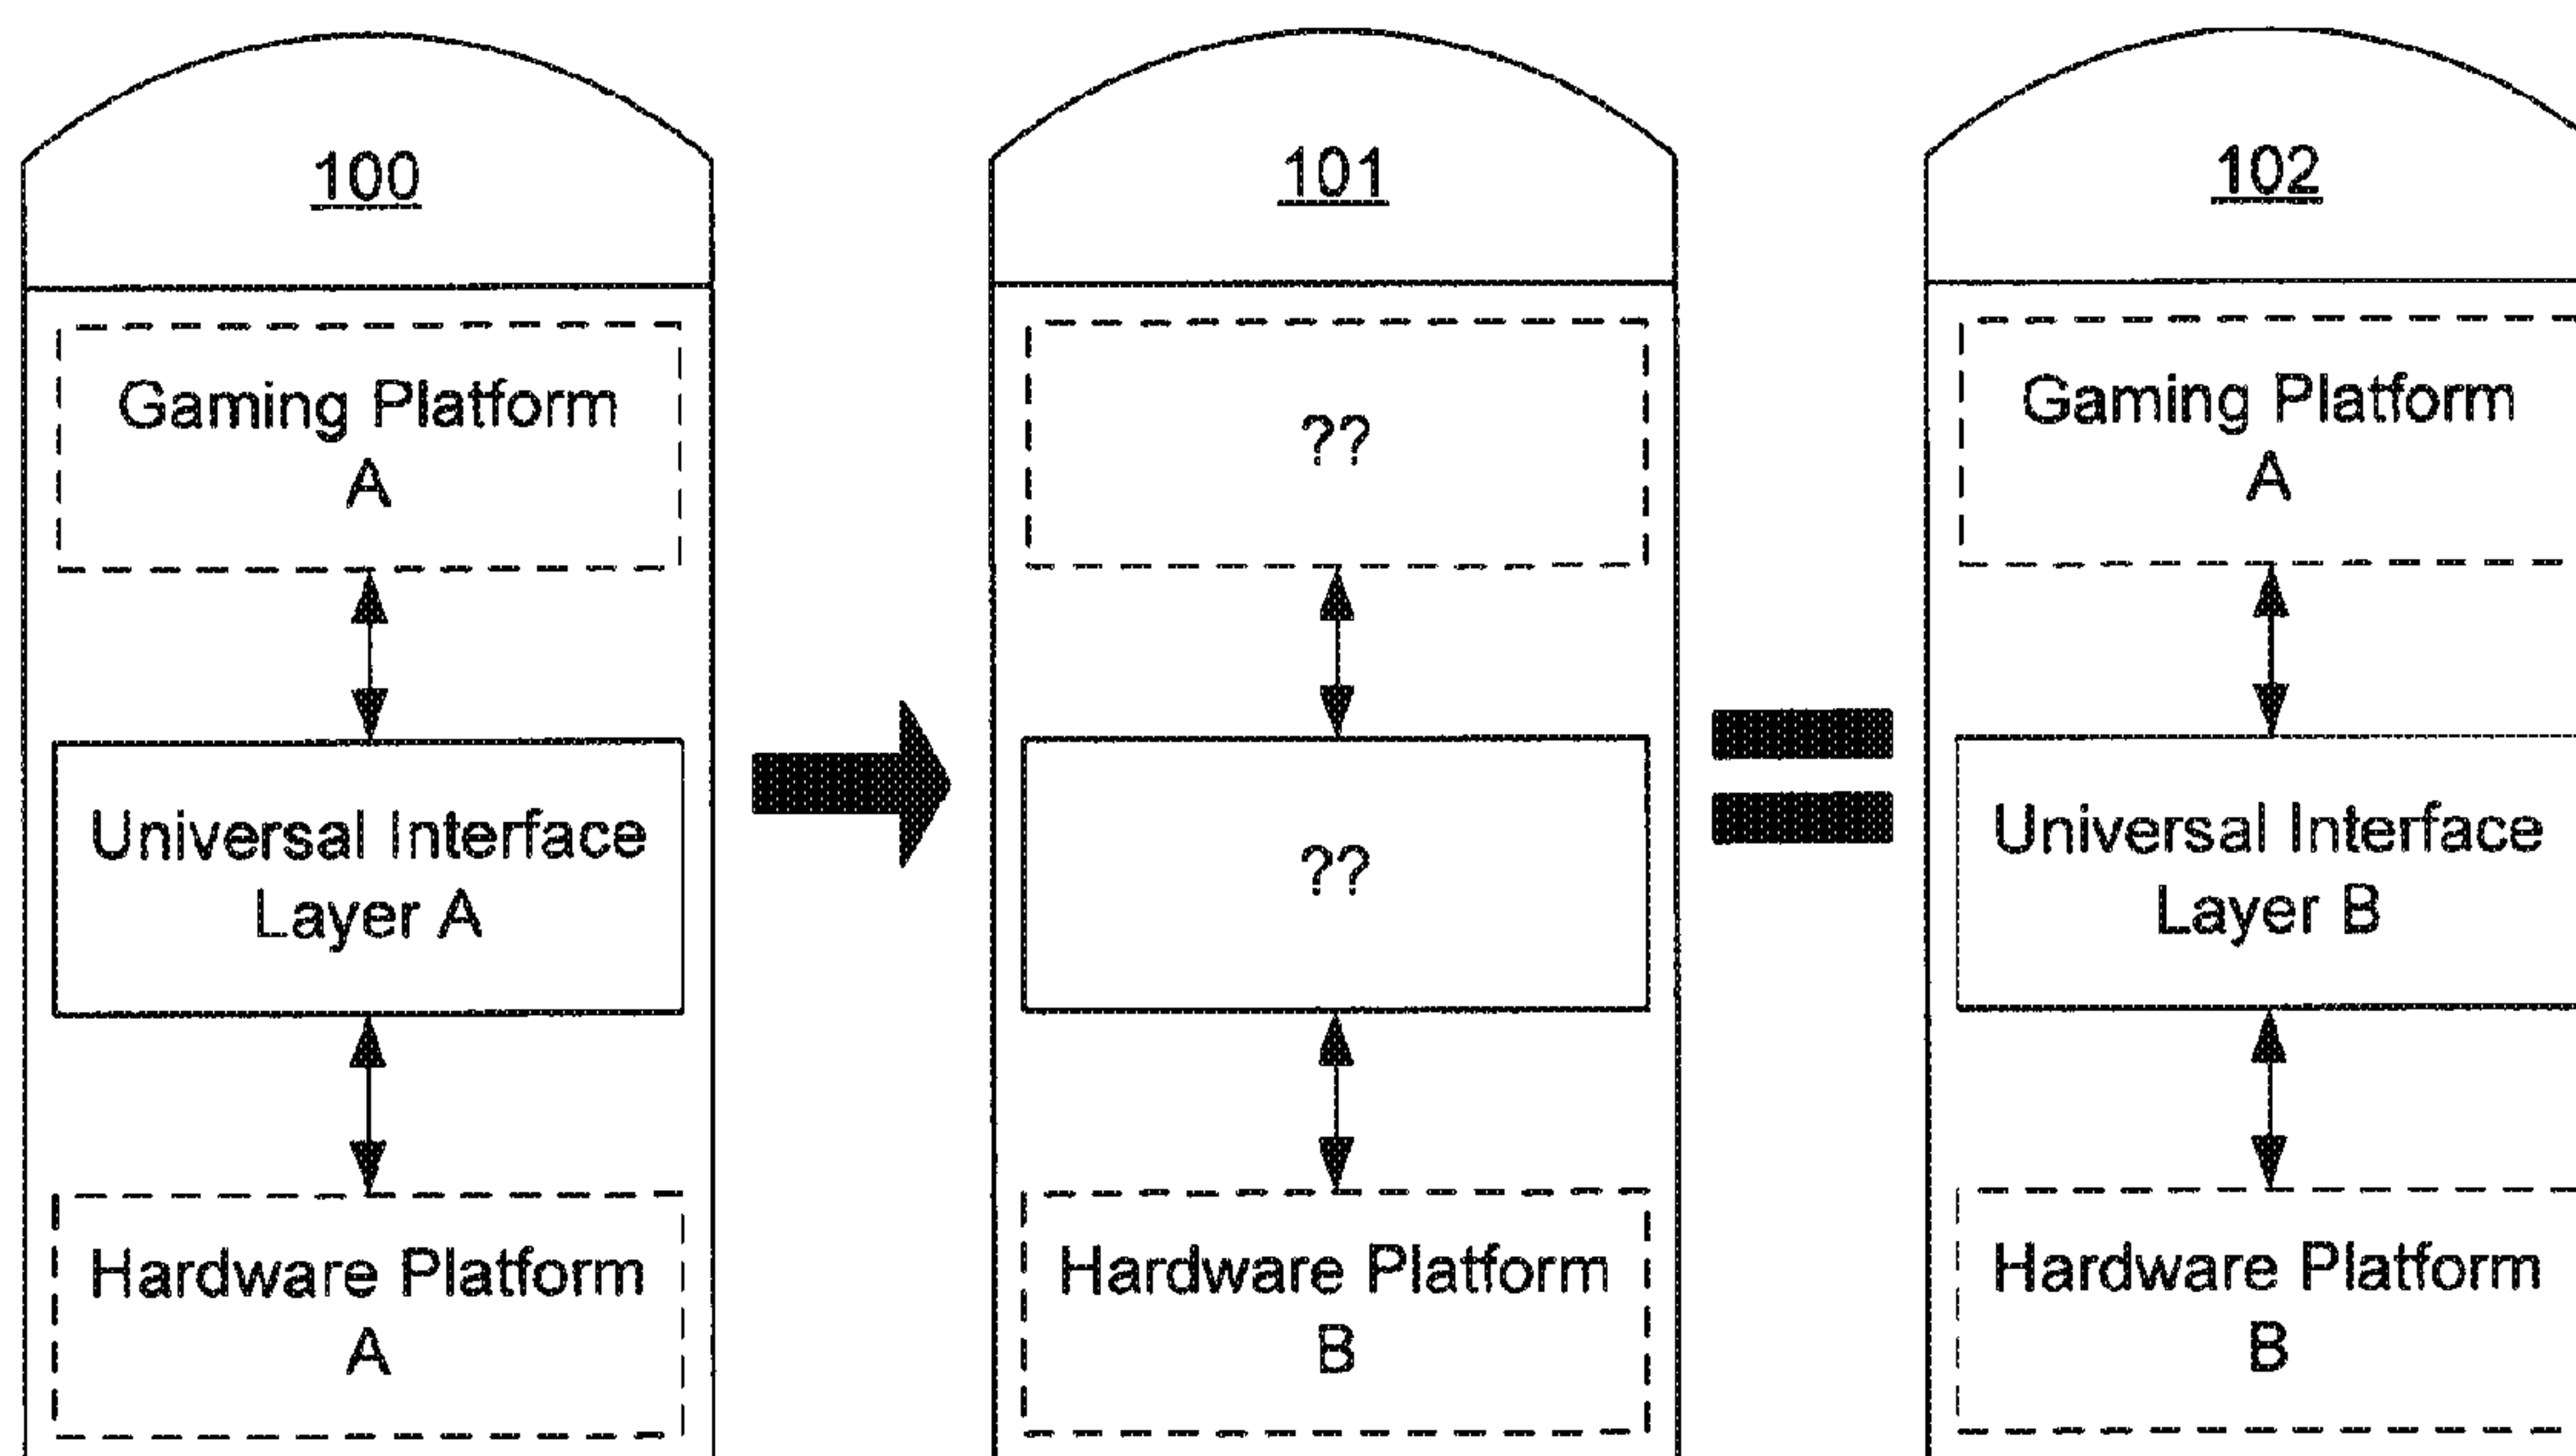 100
Gaming Platform
A
Universal Interface
Layer A
Hardware Platform
A
101
??
??
Hardware Platform
B
102
Gaming Platform
A
Universal Interface
Layer B
Hardware Platform
B